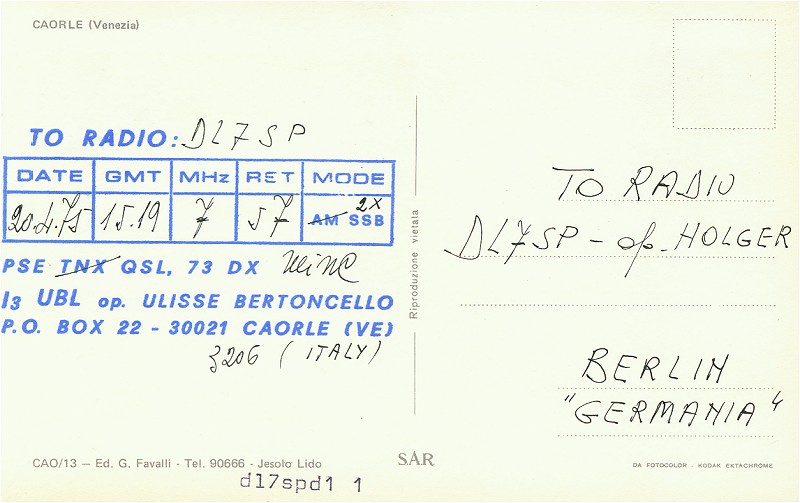 CAORLE (Venezia)
TO RADIO: DL7SP
DATE GMT MHz RET MODE
20.4.75 15.19 7 57 AM SSB 2X
PSE TNX QSL, 73 DX
I3 UBL op. ULISSE BERTONCELLO
P.O. BOX 22 - 30021 CAORLE (VE)
3206 (ITALY)
CAO/13 — Ed. G. Favalli - Tel. 90666 - Jesolo Lido
dl7spd1 1
Riproduzione vietata
S.A.R
TO RADIO
DL7SP - op. HOLGER
BERLIN
"GERMANIA"
DA FOTOCOLOR - KODAK EKTACHROME